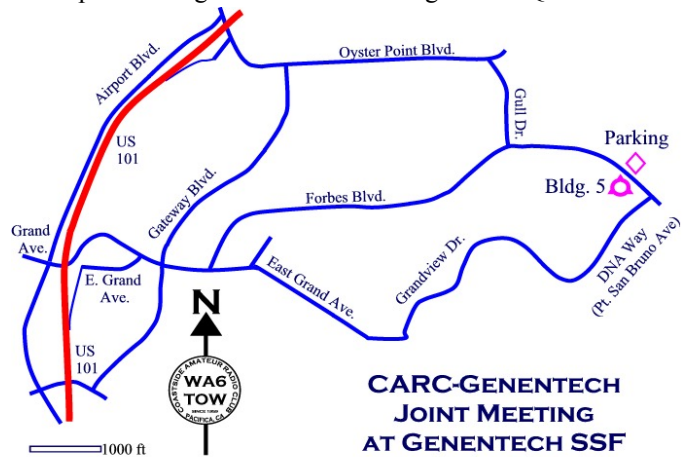 Oyster Point Blvd.
Airport Blvd.
US
101
Gull Dr.
Parking
Bldg. 5
Gateway Blvd.
Forbes Blvd.
Grand
Ave.
E. Grand
Ave.
East Grand Ave.
Grandview Dr.
DNA Way
(Pt. San Bruno Ave)
N
US
101
COASTSIDE AMATEUR RADIO CLUB
WA6
TOW
SINCE 1959
PACIFICA, CA
CARC-GENENTECH
JOINT MEETING
AT GENENTECH SSF
1000 ft